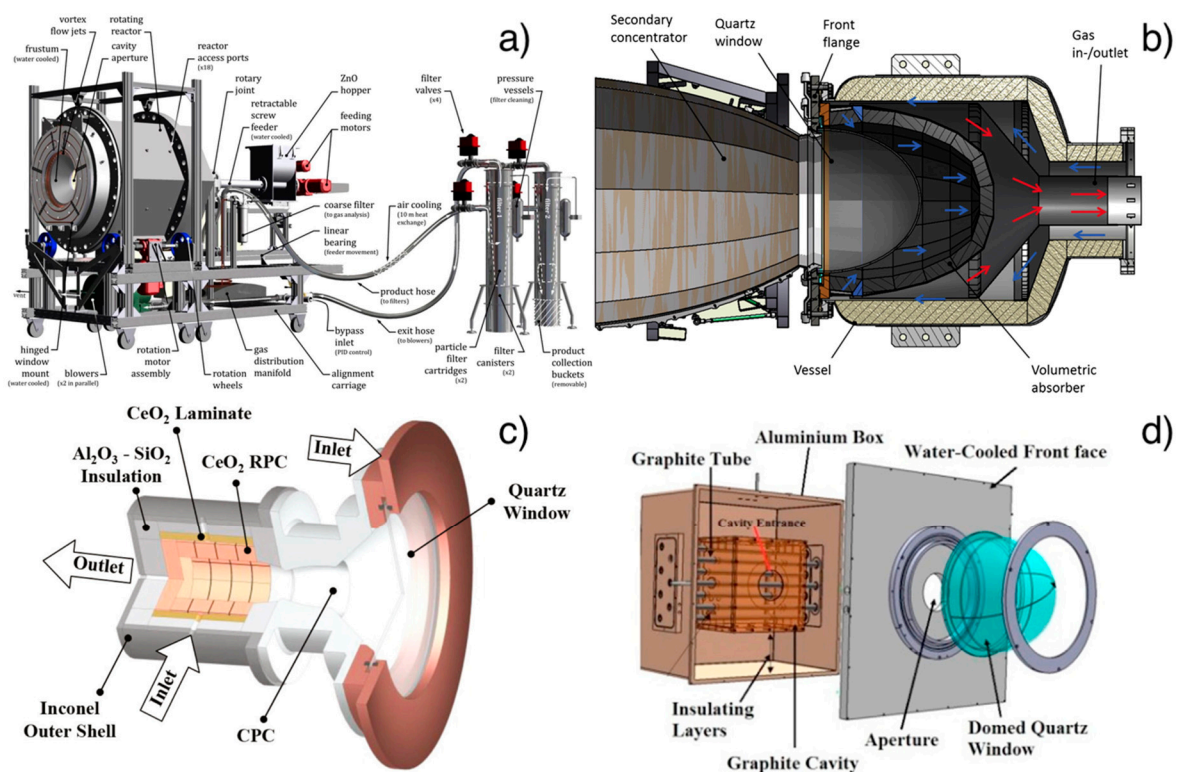 a)
vortex
flow jets
frustum
(water cooled)
rotating
reactor
cavity
aperture
reactor
access ports
(x18)
rotary
joint
retractable
screw
feeder
(water cooled)
ZnO
hopper
feeding
motors
filter
valves
(x4)
pressure
vessels
(filter cleaning)
filter 1
filter 2
coarse filter
(to gas analysis)
linear
bearing
(feeder movement)
air cooling
(10 m heat
exchange)
product hose
(to filters)
vent
hinged
window
mount
(water cooled)
blowers
(x2 in parallel)
rotation
motor
assembly
rotation
wheels
gas
distribution
manifold
bypass
inlet
(PID control)
alignment
carriage
exit hose
(to blowers)
particle
filter
cartridges
(x2)
filter
canisters
(x2)
product
collection
buckets
(removable)
b)
Secondary
concentrator
Quartz
window
Front
flange
Gas
in-/outlet
Vessel
Volumetric
absorber
c)
CeO₂ Laminate
Al₂O₃ - SiO₂
Insulation
CeO₂ RPC
Inlet
Quartz
Window
Outlet
Inlet
Inconel
Outer Shell
CPC
d)
Aluminium Box
Graphite Tube
Water-Cooled Front face
Cavity Entrance
Insulating
Layers
Graphite Cavity
Aperture
Domed Quartz
Window